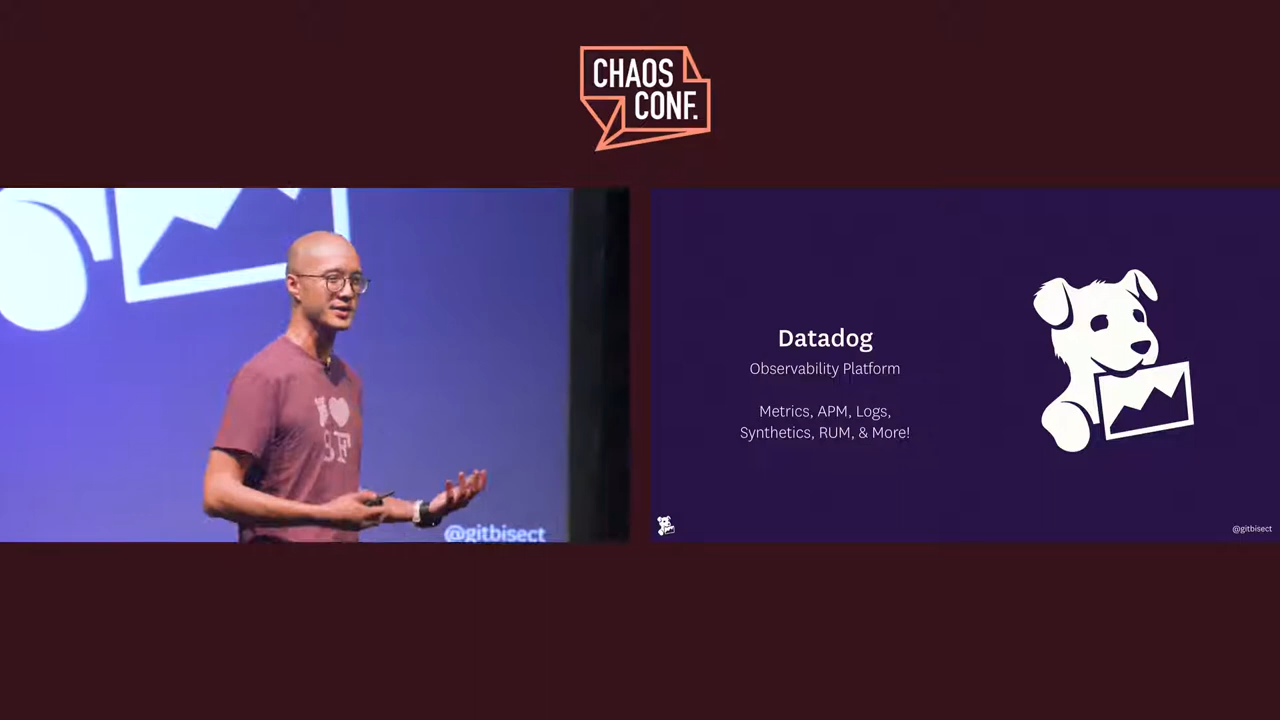 CHAOS
CONF.
@gitbisect
Datadog
Observability Platform
Metrics, APM, Logs,
Synthetics, RUM, & More!
@gitbisect